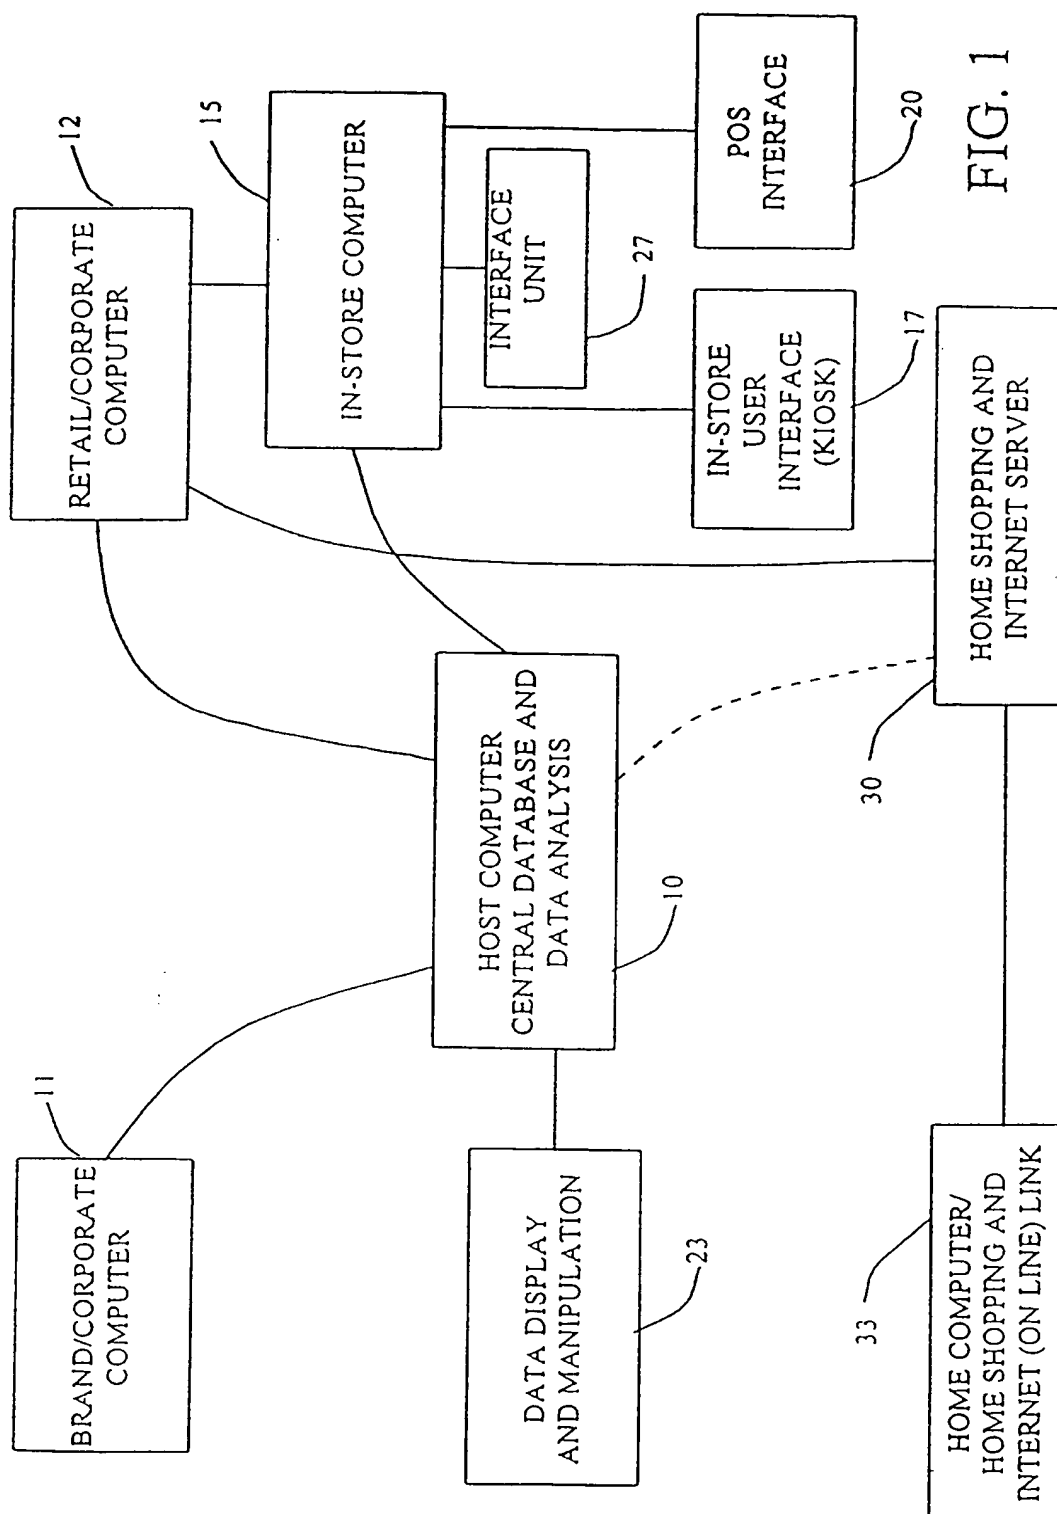 BRAND/CORPORATE
COMPUTER
11
RETAIL/CORPORATE
COMPUTER
12
IN-STORE COMPUTER
15
HOST COMPUTER
CENTRAL DATABASE AND
DATA ANALYSIS
10
INTERFACE
UNIT
27
DATA DISPLAY
AND MANIPULATION
23
IN-STORE
USER
INTERFACE
(KIOSK)
17
POS
INTERFACE
20
HOME COMPUTER/
HOME SHOPPING AND
INTERNET (ON LINE) LINK
33
HOME SHOPPING AND
INTERNET SERVER
30
FIG. 1